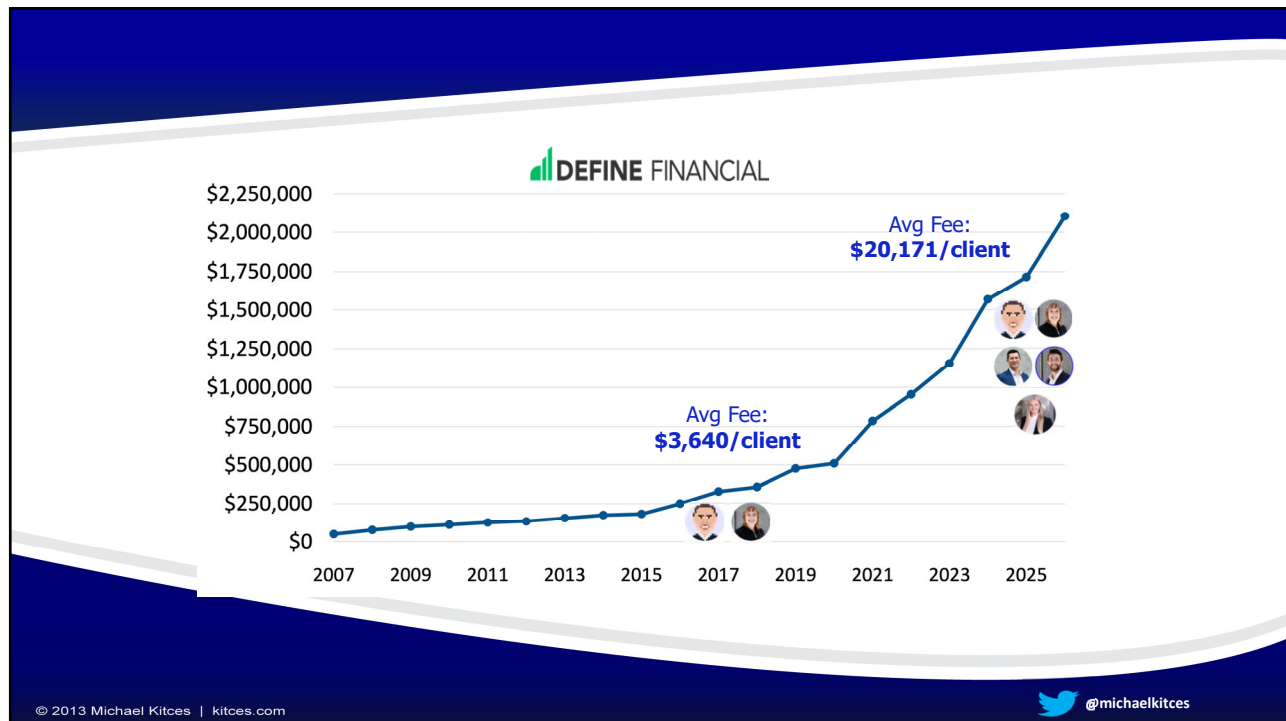 DEFINE FINANCIAL
$2,250,000
$2,000,000
$1,750,000
$1,500,000
$1,250,000
$1,000,000
$750,000
$500,000
$250,000
$0
Avg Fee:
$20,171/client
Avg Fee:
$3,640/client
2007 2009 2011 2013 2015 2017 2019 2021 2023 2025
© 2013 Michael Kitces | kitces.com
@michaelkitces